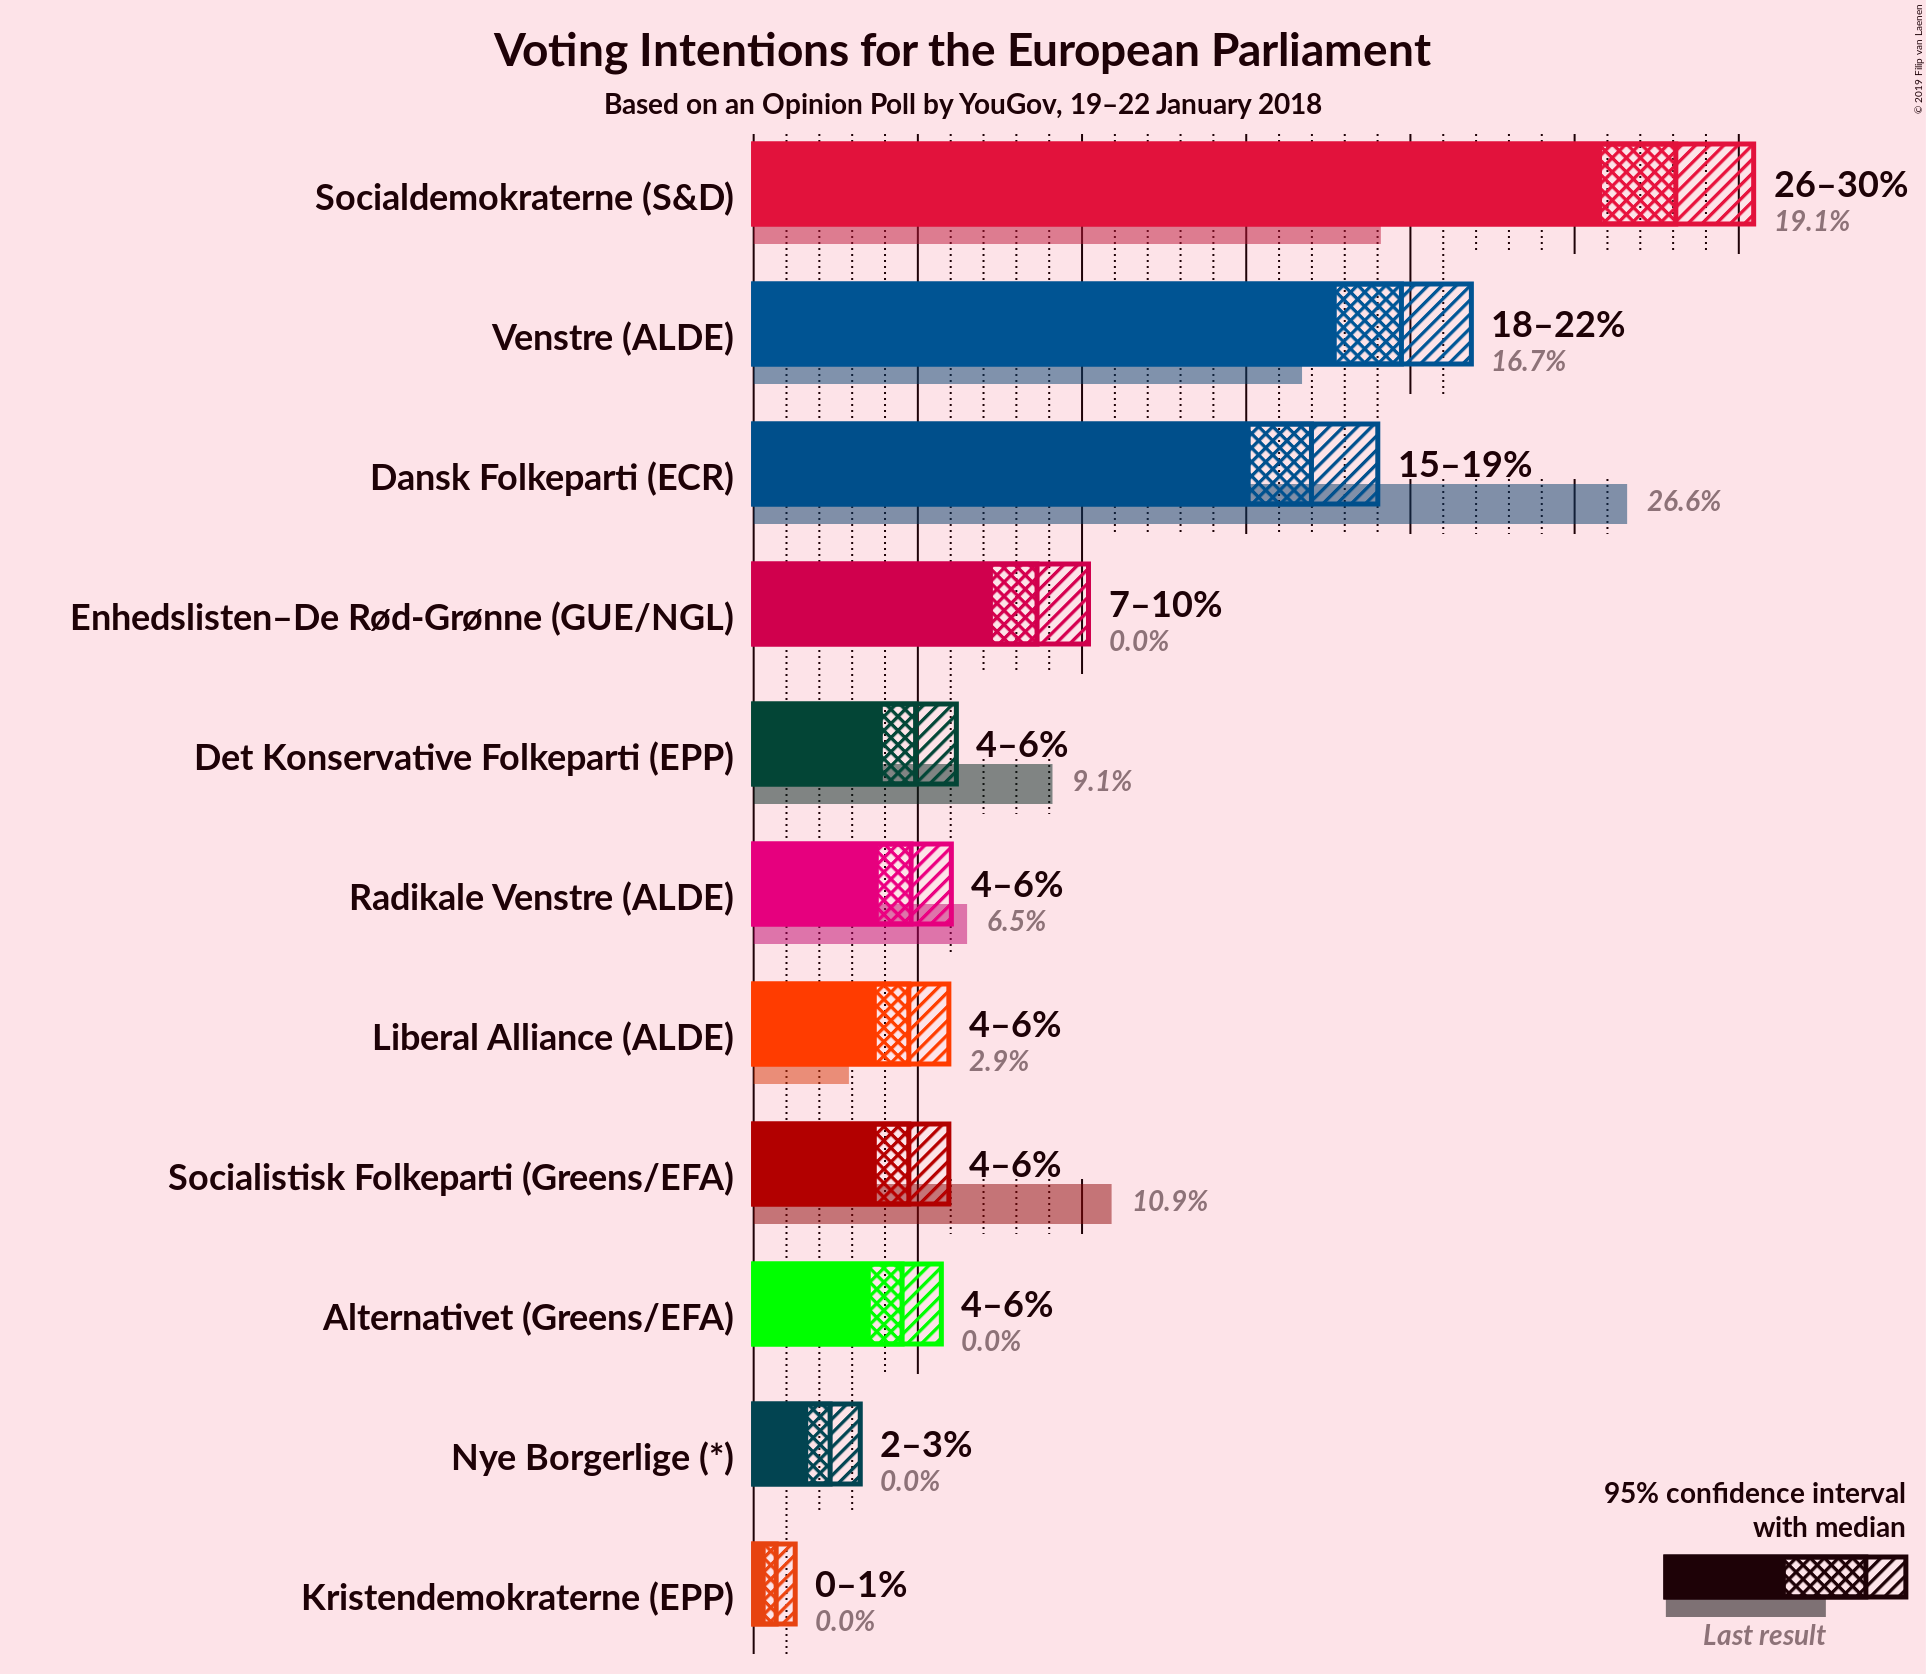 Voting Intentions for the European Parliament
Based on an Opinion Poll by YouGov, 19–22 January 2018
© 2019 Filip van Laenen
Socialdemokraterne (S&D)
26–30%
19.1%
Venstre (ALDE)
18–22%
16.7%
Dansk Folkeparti (ECR)
15–19%
26.6%
Enhedslisten–De Rød-Grønne (GUE/NGL)
7–10%
0.0%
Det Konservative Folkeparti (EPP)
4–6%
9.1%
Radikale Venstre (ALDE)
4–6%
6.5%
Liberal Alliance (ALDE)
4–6%
2.9%
Socialistisk Folkeparti (Greens/EFA)
4–6%
10.9%
Alternativet (Greens/EFA)
4–6%
0.0%
Nye Borgerlige (*)
2–3%
0.0%
Kristendemokraterne (EPP)
0–1%
0.0%
95% confidence interval
with median
Last result